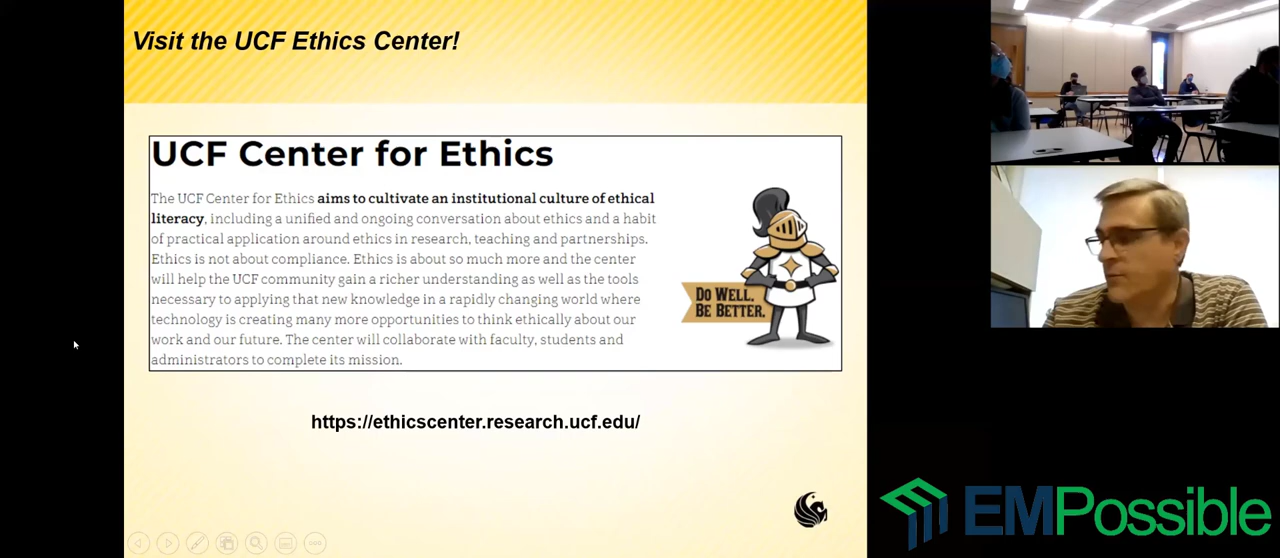 Visit the UCF Ethics Center!
UCF Center for Ethics
The UCF Center for Ethics aims to cultivate an institutional culture of ethical
literacy, including a unified and ongoing conversation about ethics and a habit
of practical application around ethics in research, teaching and partnerships.
Ethics is not about compliance. Ethics is about so much more and the center
will help the UCF community gain a richer understanding as well as the tools
necessary to applying that new knowledge in a rapidly changing world where
technology is creating many more opportunities to think ethically about our
work and our future. The center will collaborate with faculty, students and
administrators to complete its mission.
DO WELL.
BE BETTER.
https://ethicscenter.research.ucf.edu/
EMPossible